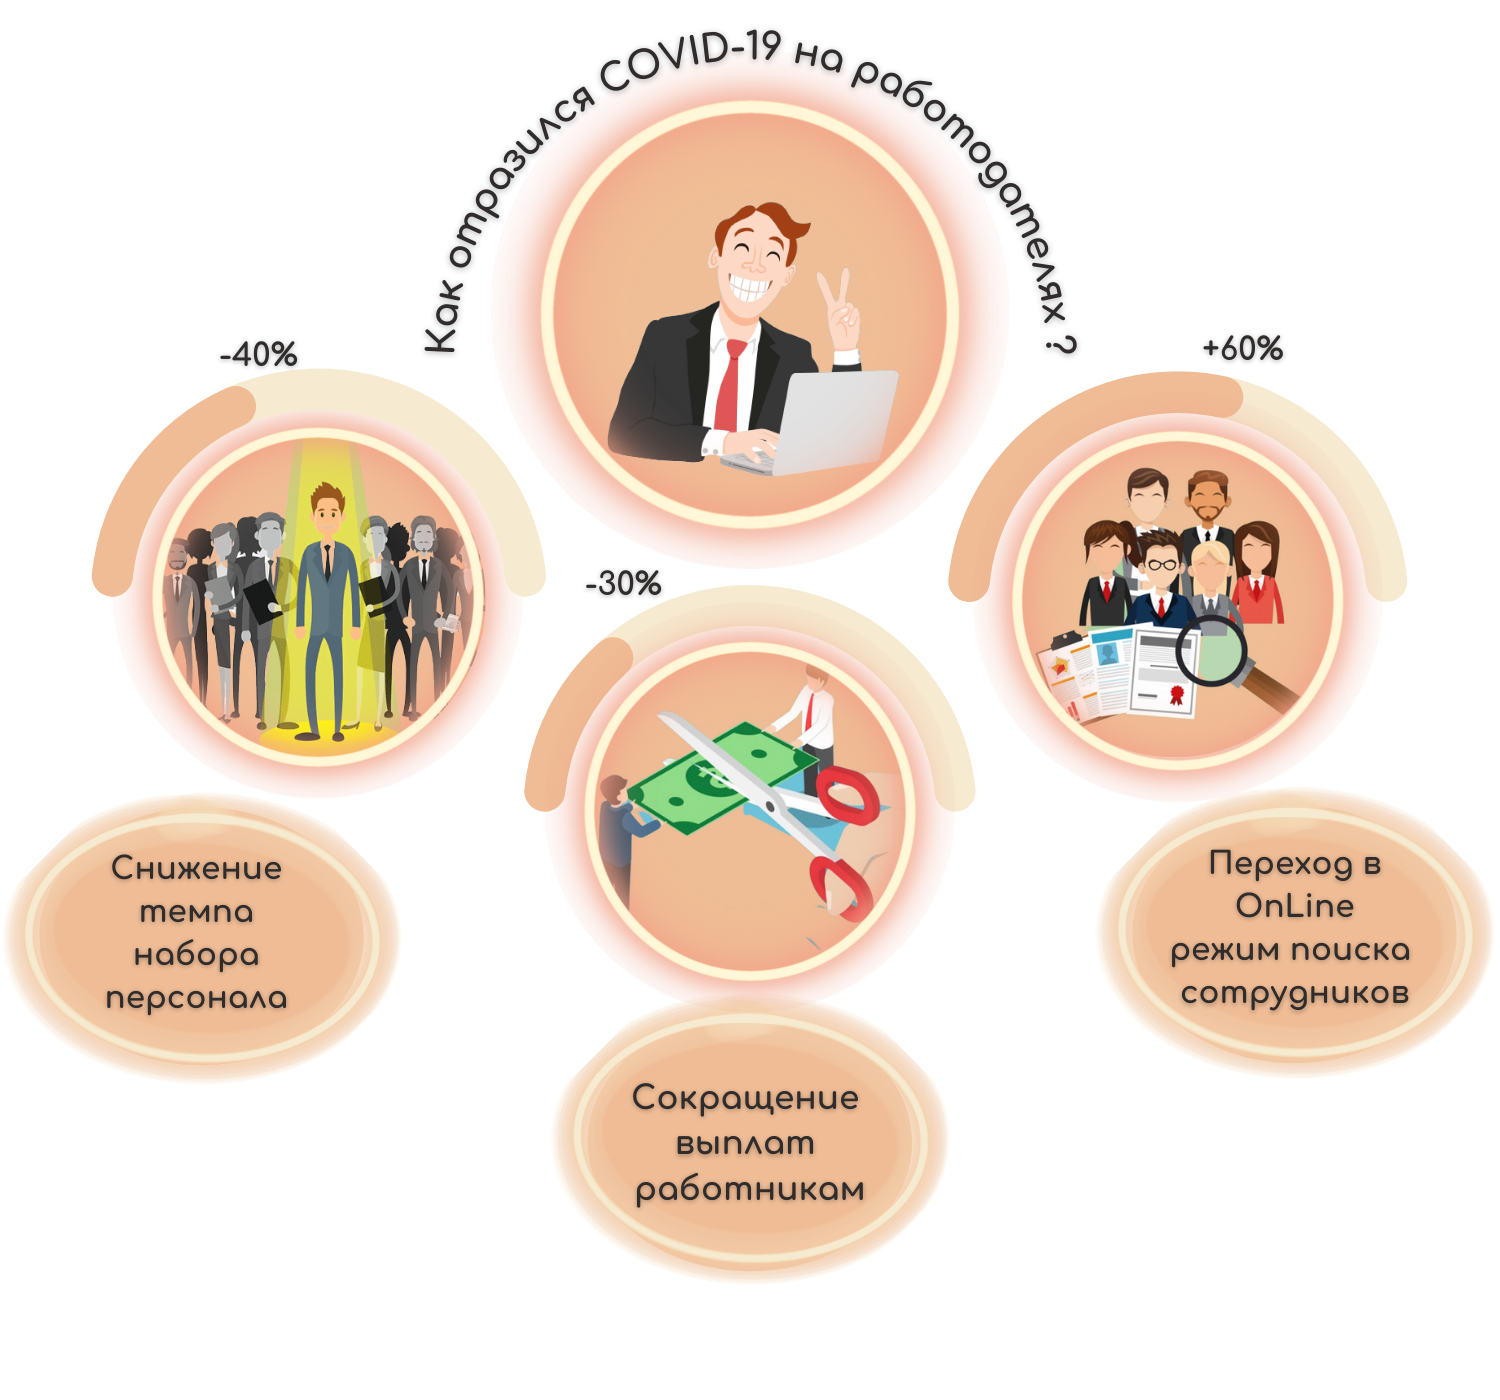 Как отразился COVID-19 на работодателях ?
-40%
+60%
-30%
Снижение
темпа
набора
персонала
Переход в
OnLine
режим поиска
сотрудников
Сокращение
выплат
работникам